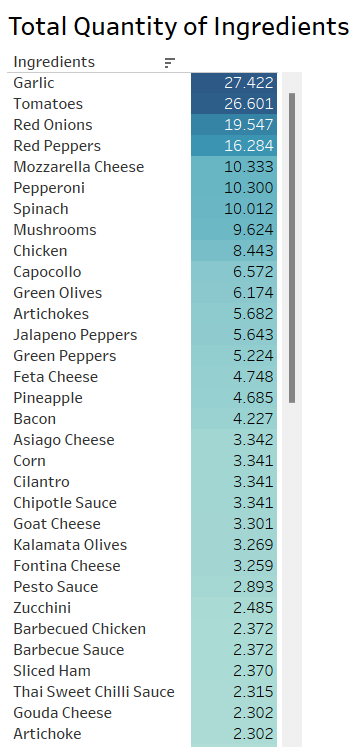 Total Quantity of Ingredients
Ingredients
Garlic 27.422
Tomatoes 26.601
Red Onions 19.547
Red Peppers 16.284
Mozzarella Cheese 10.333
Pepperoni 10.300
Spinach 10.012
Mushrooms 9.624
Chicken 8.443
Capocollo 6.572
Green Olives 6.174
Artichokes 5.682
Jalapeno Peppers 5.643
Green Peppers 5.224
Feta Cheese 4.748
Pineapple 4.685
Bacon 4.227
Asiago Cheese 3.342
Corn 3.341
Cilantro 3.341
Chipotle Sauce 3.341
Goat Cheese 3.301
Kalamata Olives 3.269
Fontina Cheese 3.259
Pesto Sauce 2.893
Zucchini 2.485
Barbecued Chicken 2.372
Barbecue Sauce 2.372
Sliced Ham 2.370
Thai Sweet Chilli Sauce 2.315
Gouda Cheese 2.302
Artichoke 2.302